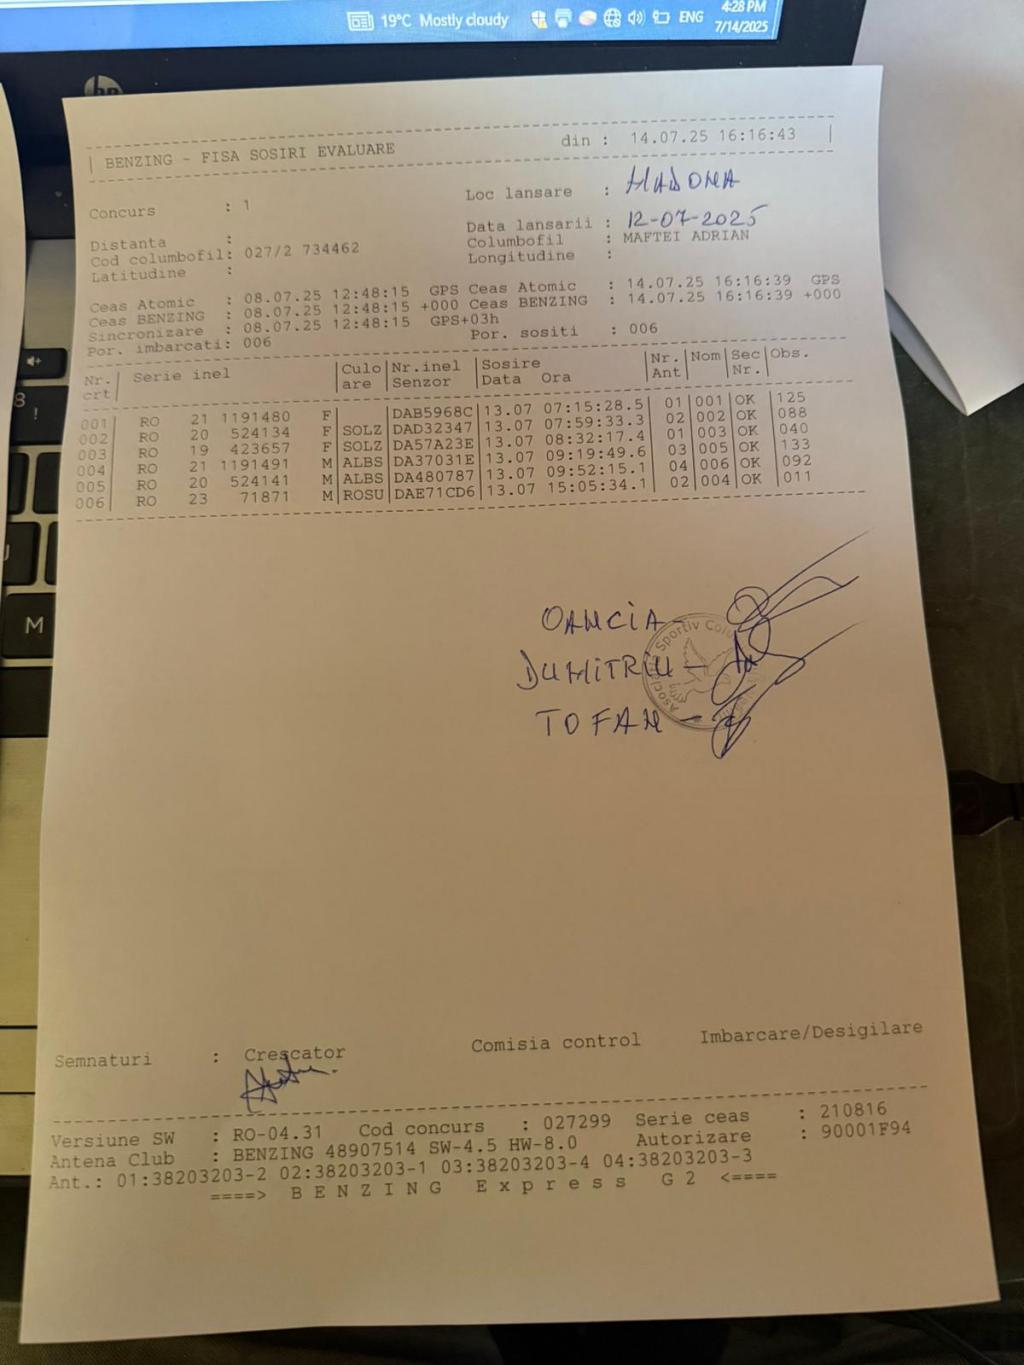 19°C Mostly cloudy ENG 4:28 PM
7/14/2025
hp
| BENZING - FISA SOSIRI EVALUARE din : 14.07.25 16:16:43 |
Concurs : 1 Loc lansare : MADONA
Data lansarii : 12-07-2025
Distanta : Columbofil : MAFTEI ADRIAN
Cod columbofil: 027/2 734462 Longitudine :
Latitudine :
Ceas Atomic : 08.07.25 12:48:15 GPS Ceas Atomic : 14.07.25 16:16:39 GPS
Ceas BENZING : 08.07.25 12:48:15 +000 Ceas BENZING : 14.07.25 16:16:39 +000
Sincronizare : 08.07.25 12:48:15 GPS+03h
Por. imbarcati: 006 Por. sositi : 006
Nr.| Serie inel |Culo|Nr.inel |Sosire |Nr.|Nom|Sec|Obs.
crt| |are |Senzor |Data Ora |Ant| |Nr.|
001| RO 21 1191480 F| |DAB5968C|13.07 07:15:28.5| 01|001|OK |125
002| RO 20 524134 F|SOLZ|DAD32347|13.07 07:59:33.3| 02|002|OK |088
003| RO 19 423657 F|SOLZ|DA57A23E|13.07 08:32:17.4| 01|003|OK |040
004| RO 21 1191491 M|ALBS|DA37031E|13.07 09:19:49.6| 03|005|OK |133
005| RO 20 524141 M|ALBS|DA480787|13.07 09:52:15.1| 04|006|OK |092
006| RO 23 71871 M|ROSU|DAE71CD6|13.07 15:05:34.1| 02|004|OK |011
OANCIA -
DUMITRIU -
TOFAN -
Sportiv
Semnaturi : Crescator Comisia control Imbarcare/Desigilare
Versiune SW : RO-04.31 Cod concurs : 027299 Serie ceas : 210816
Antena Club : BENZING 48907514 SW-4.5 HW-8.0 Autorizare : 90001F94
Ant.: 01:38203203-2 02:38203203-1 03:38203203-4 04:38203203-3
====> B E N Z I N G E x p r e s s G 2 <====